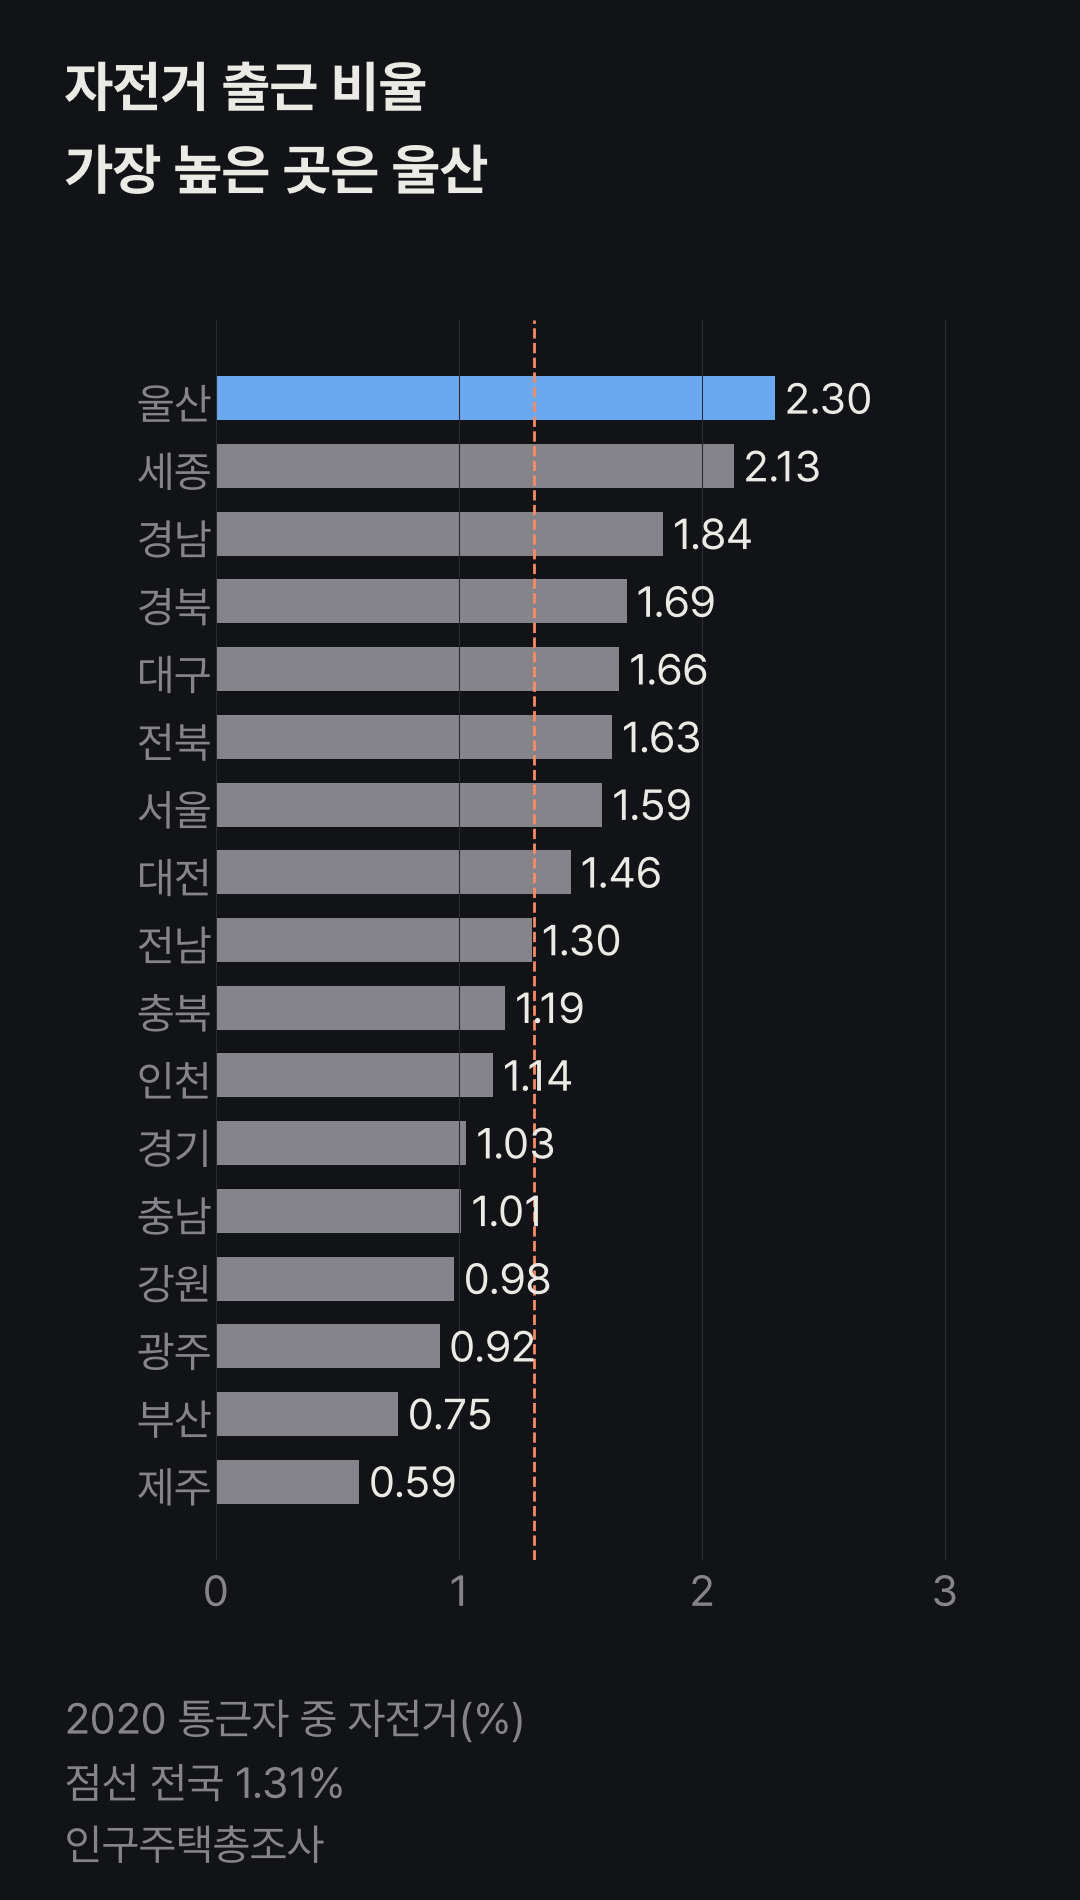 자전거 출근 비율
가장 높은 곳은 울산
울산 2.30
세종 2.13
경남 1.84
경북 1.69
대구 1.66
전북 1.63
서울 1.59
대전 1.46
전남 1.30
충북 1.19
인천 1.14
경기 1.03
충남 1.01
강원 0.98
광주 0.92
부산 0.75
제주 0.59
0 1 2 3
2020 통근자 중 자전거(%)
점선 전국 1.31%
인구주택총조사